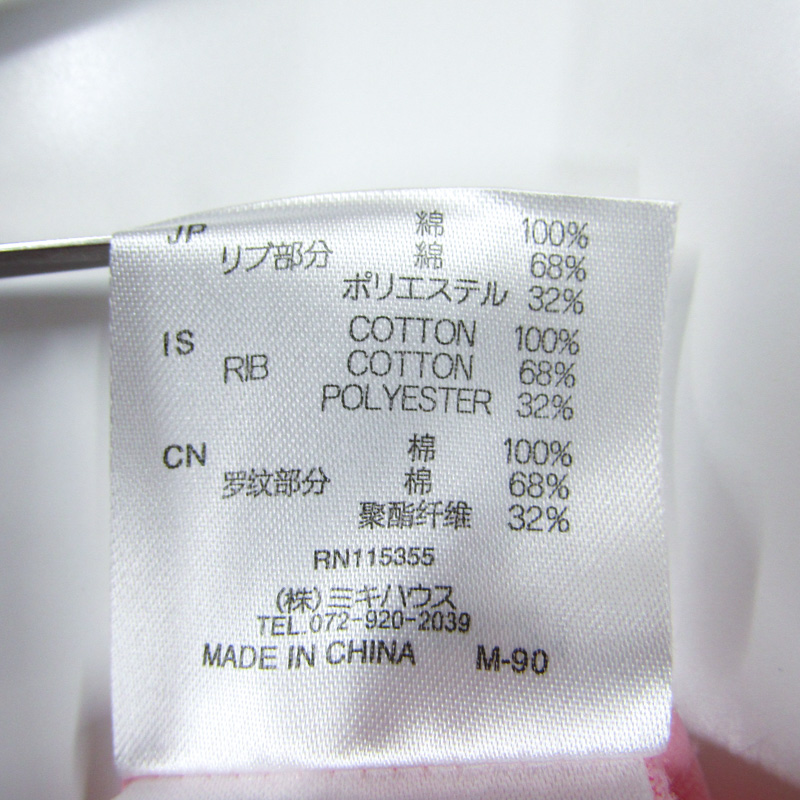 JP 綿 100%
リブ部分 綿 68%
ポリエステル 32%
IS COTTON 100%
RIB COTTON 68%
POLYESTER 32%
CN 棉 100%
罗纹部分 棉 68%
聚酯纤维 32%
RN115355
(株)ミキハウス
TEL.072-920-2039
MADE IN CHINA M-90